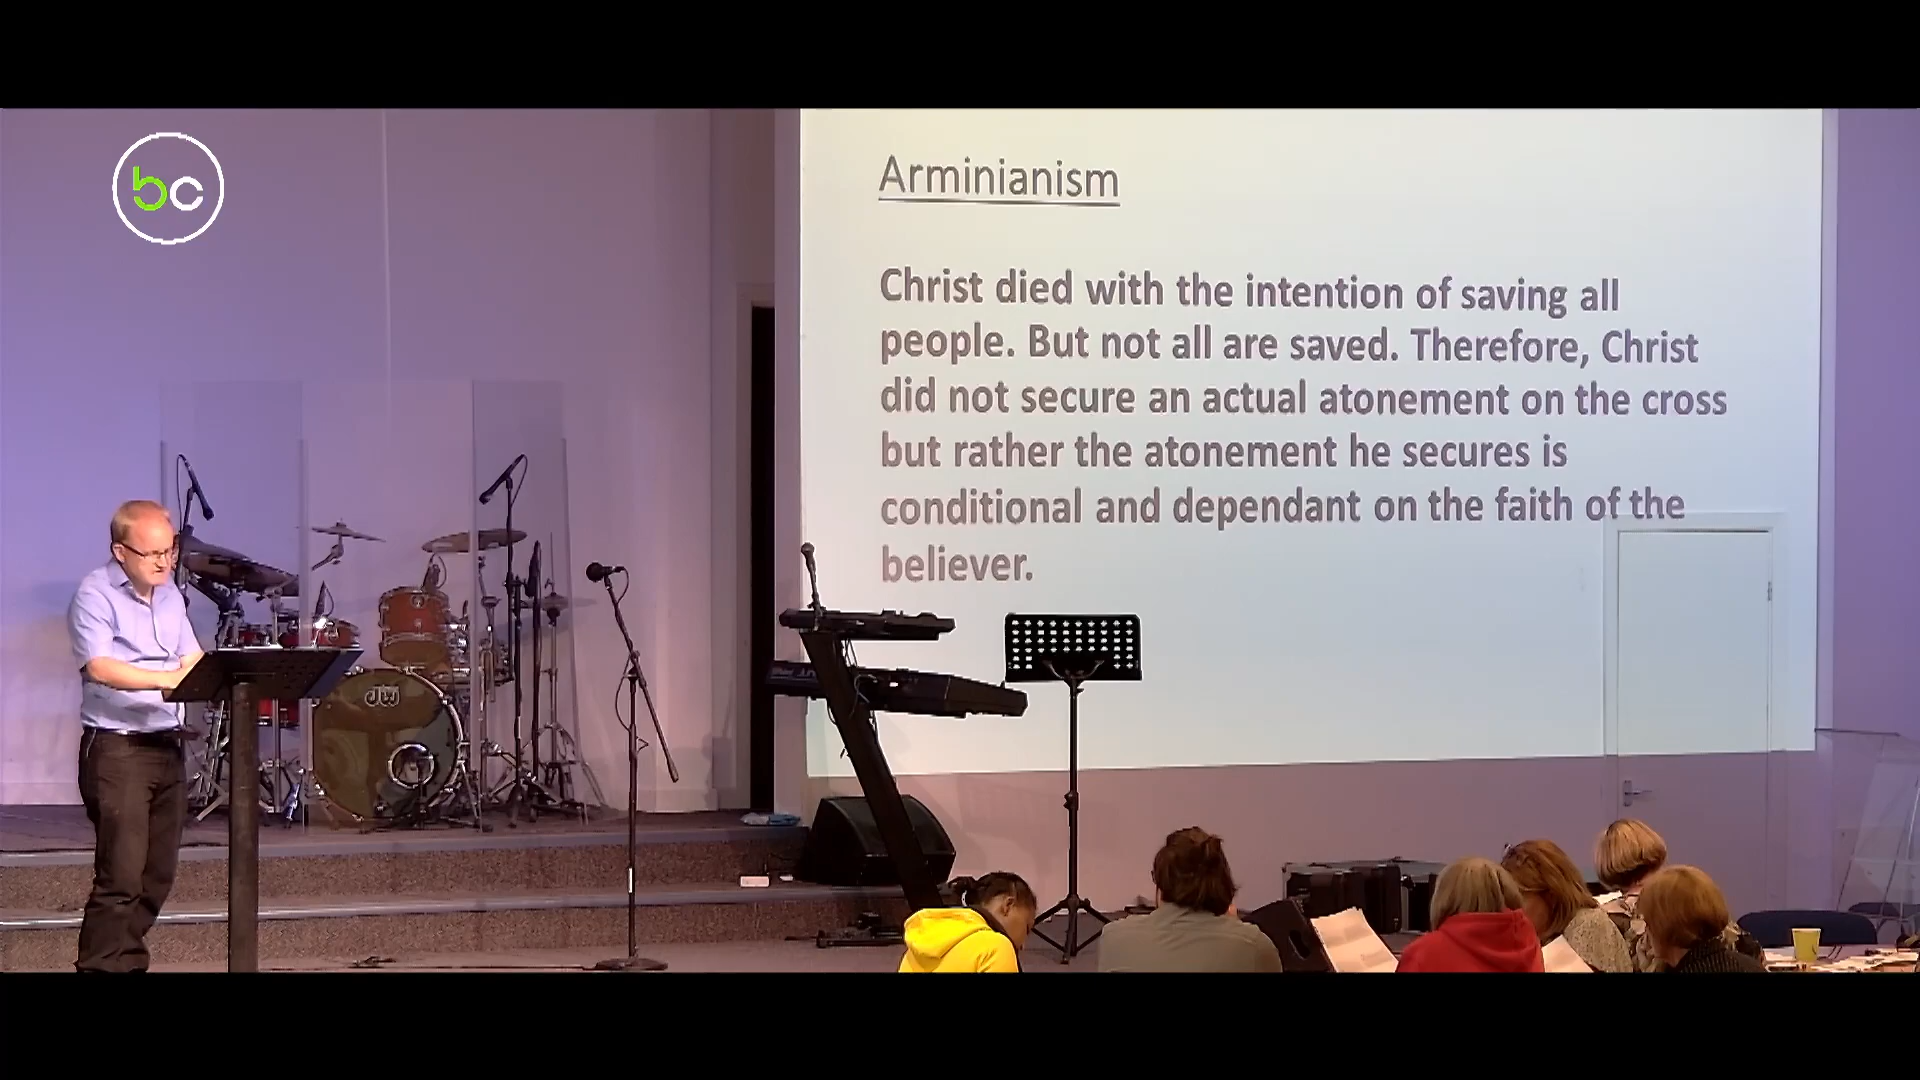 bc
Arminianism
Christ died with the intention of saving all
people. But not all are saved. Therefore, Christ
did not secure an actual atonement on the cross
but rather the atonement he secures is
conditional and dependant on the faith of the
believer.
dw